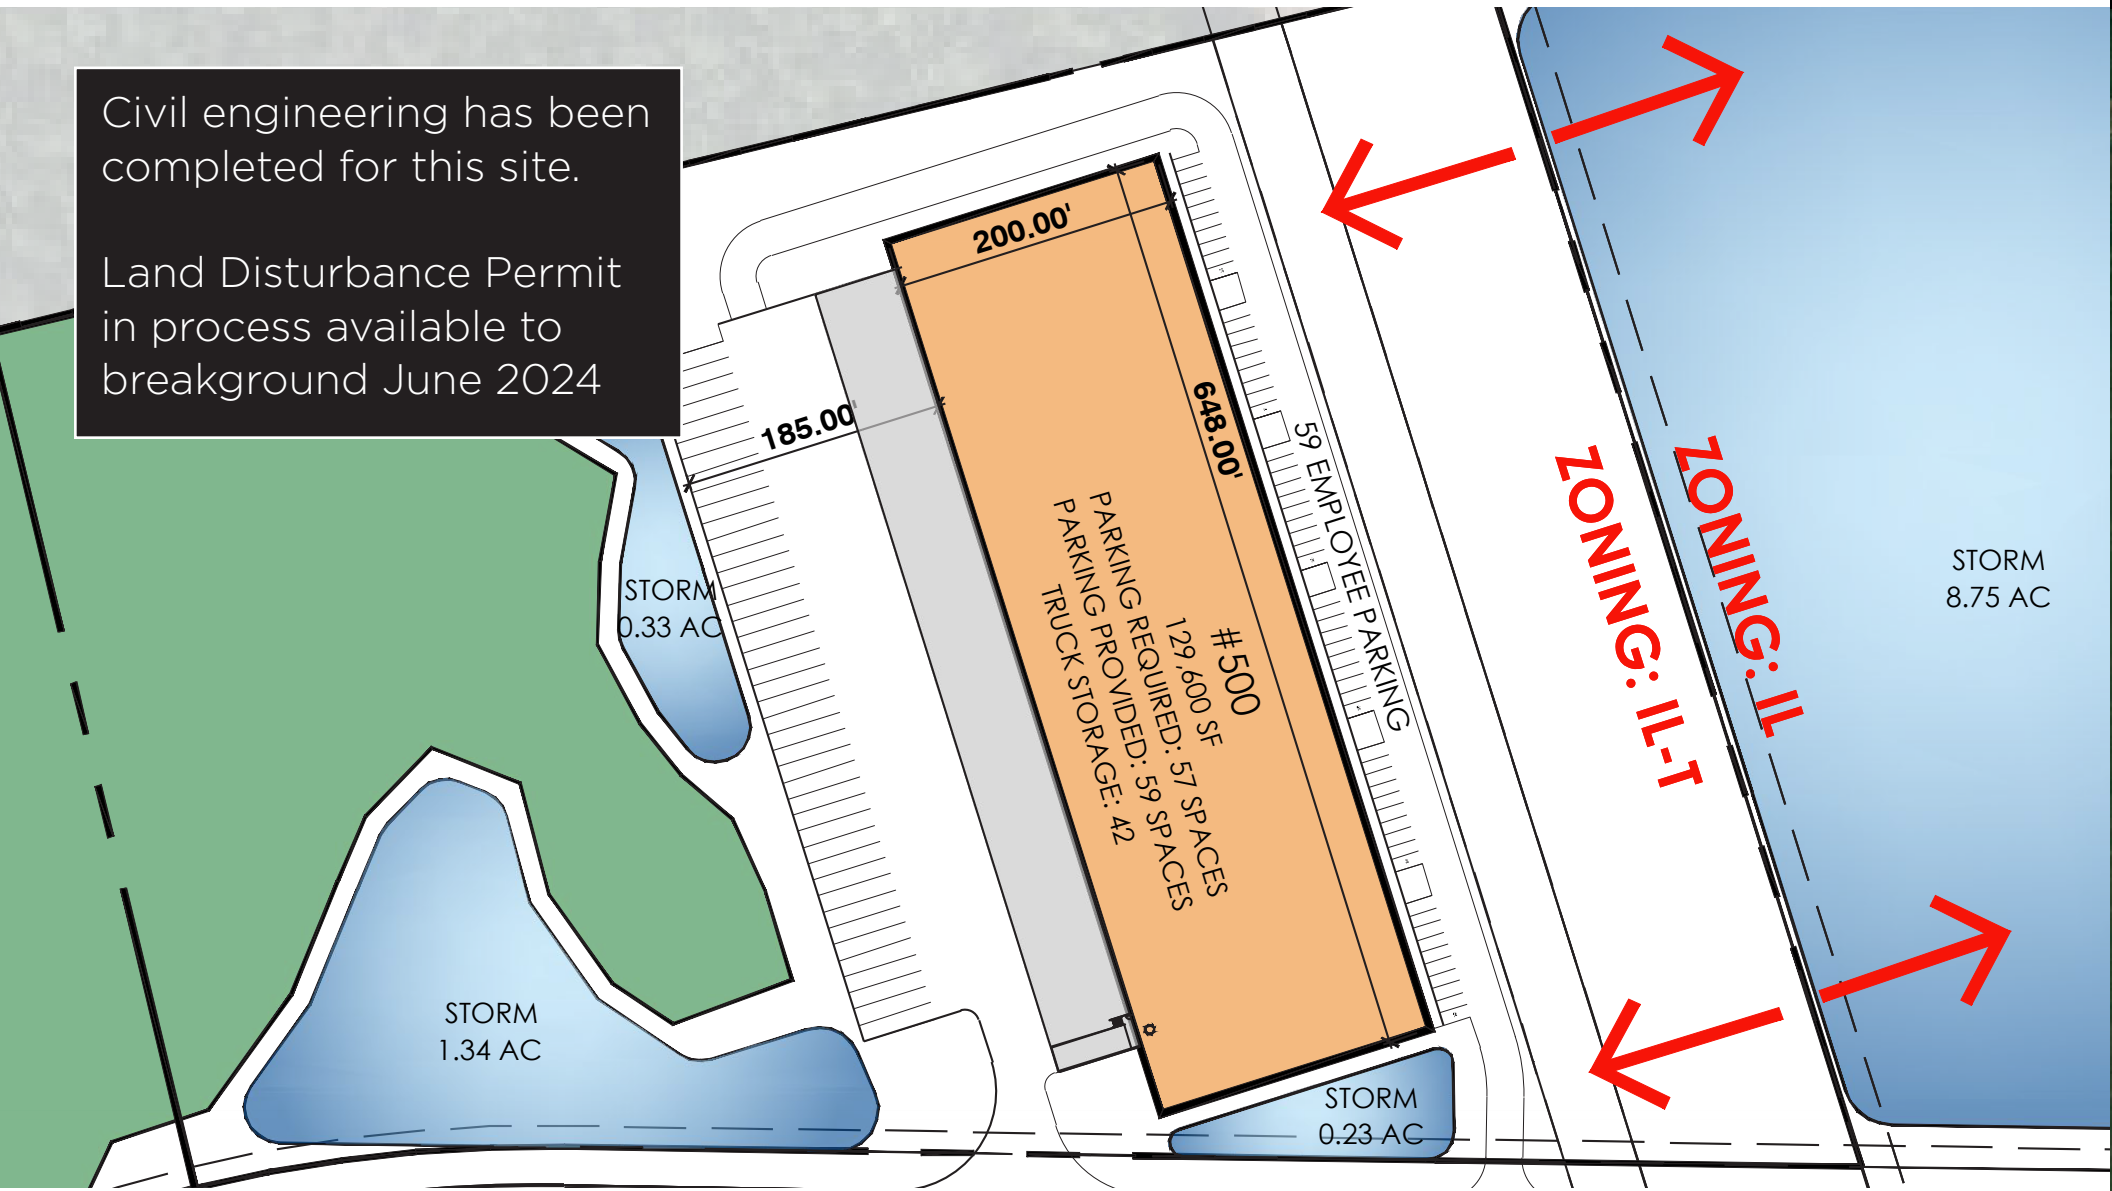 Civil engineering has been
completed for this site.
Land Disturbance Permit
in process available to
breakground June 2024
200.00'
185.00'
648.00'
59 EMPLOYEE PARKING
#500
129,600 SF
PARKING REQUIRED: 57 SPACES
PARKING PROVIDED: 59 SPACES
TRUCK STORAGE: 42
ZONING: IL-T
ZONING: IL
STORM
8.75 AC
STORM
0.33 AC
STORM
1.34 AC
STORM
0.23 AC